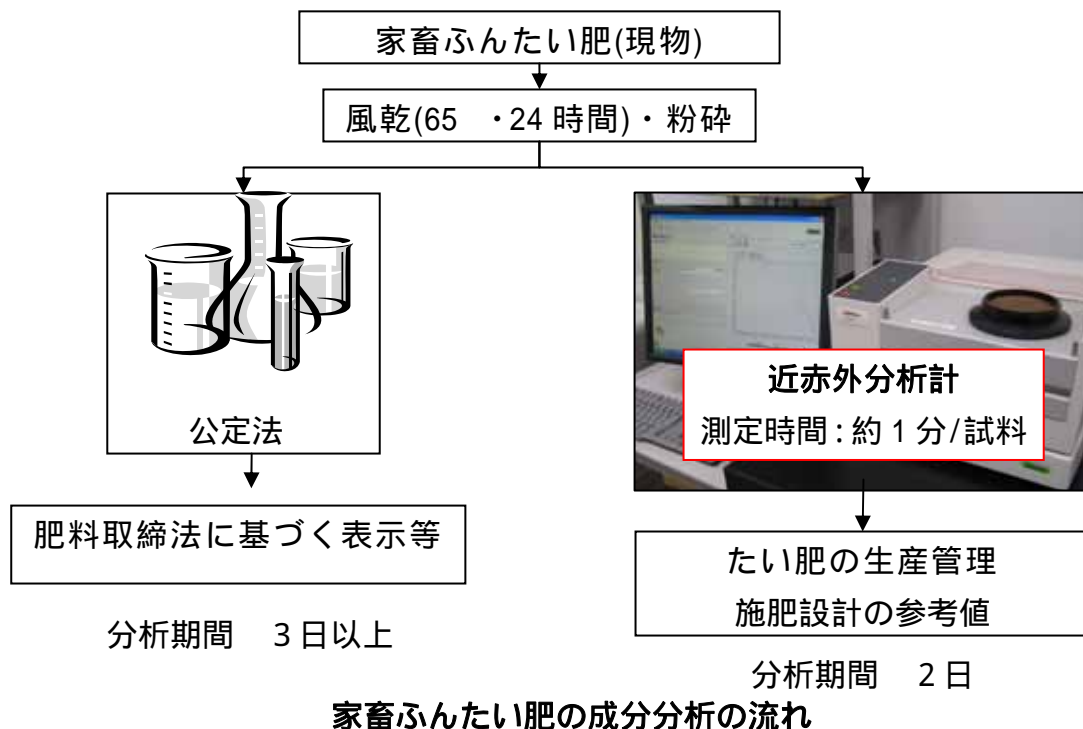 家畜ふんたい肥(現物)
風乾(65 ・24 時間)・粉砕
公定法
近赤外分析計
測定時間:約 1 分/試料
肥料取締法に基づく表示等
たい肥の生産管理
施肥設計の参考値
分析期間 3 日以上
分析期間 2 日
家畜ふんたい肥の成分分析の流れ